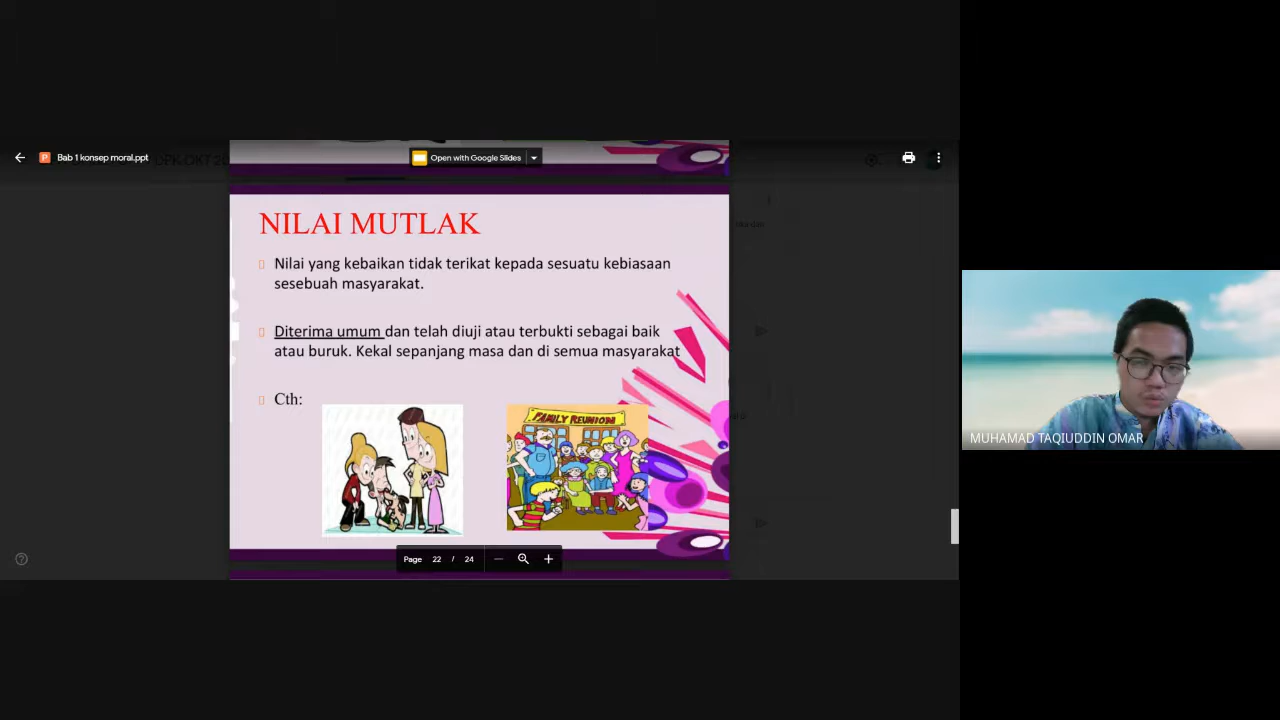 Bab 1 konsep moral.ppt
Open with Google Slides
NILAI MUTLAK
Nilai yang kebaikan tidak terikat kepada sesuatu kebiasaan
sesebuah masyarakat.
Diterima umum dan telah diuji atau terbukti sebagai baik
atau buruk. Kekal sepanjang masa dan di semua masyarakat
Cth:
FAMILY REUNION
Page 22 / 24
MUHAMAD TAQIUDDIN OMAR